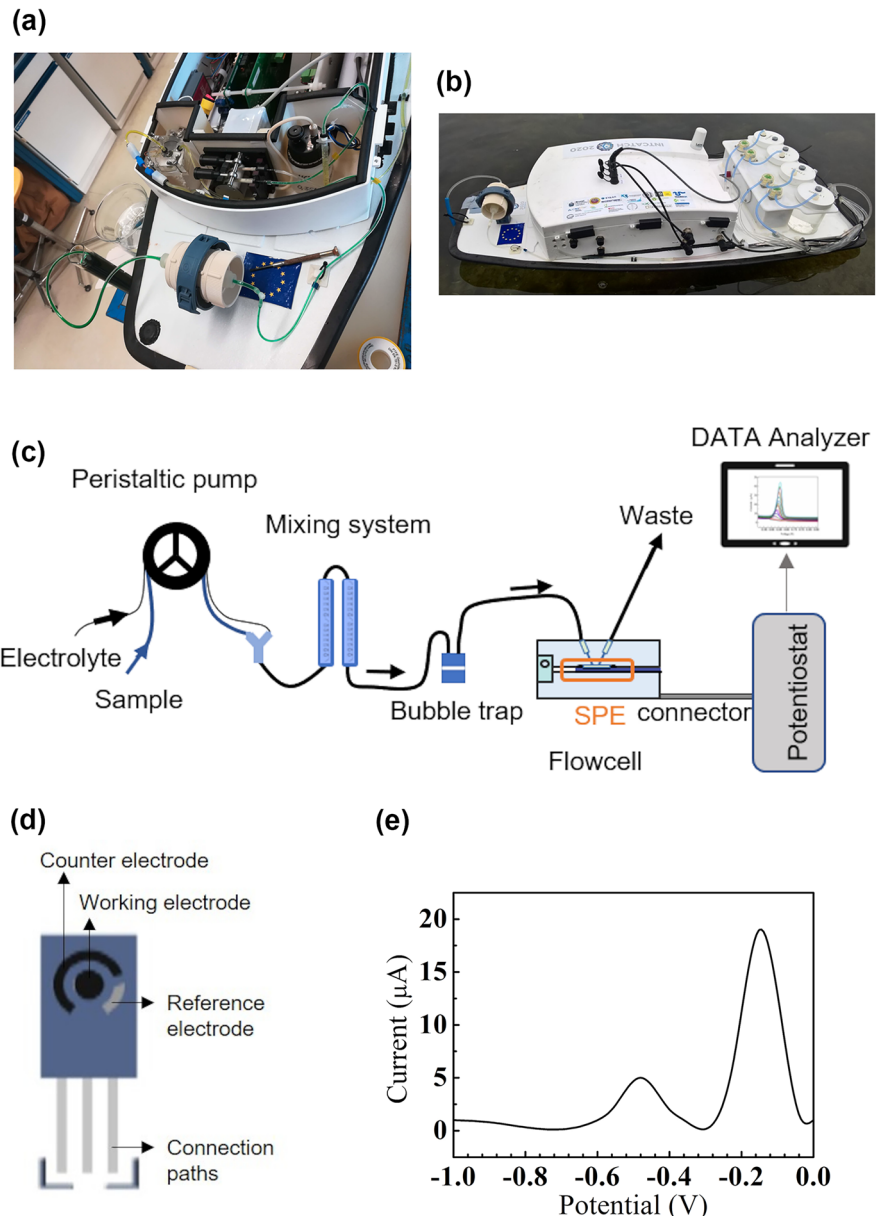 (a)
(b)
INTCATCH
2020
(c)
DATA Analyzer
Peristaltic pump
Mixing system
Waste
Electrolyte
Sample
Bubble trap
SPE
connector
Potentiostat
Flowcell
(d)
(e)
Counter electrode
Working electrode
Reference
electrode
Connection
paths
Current (μA)
20
15
10
5
0
-1.0 -0.8 -0.6 -0.4 -0.2 0.0
Potential (V)